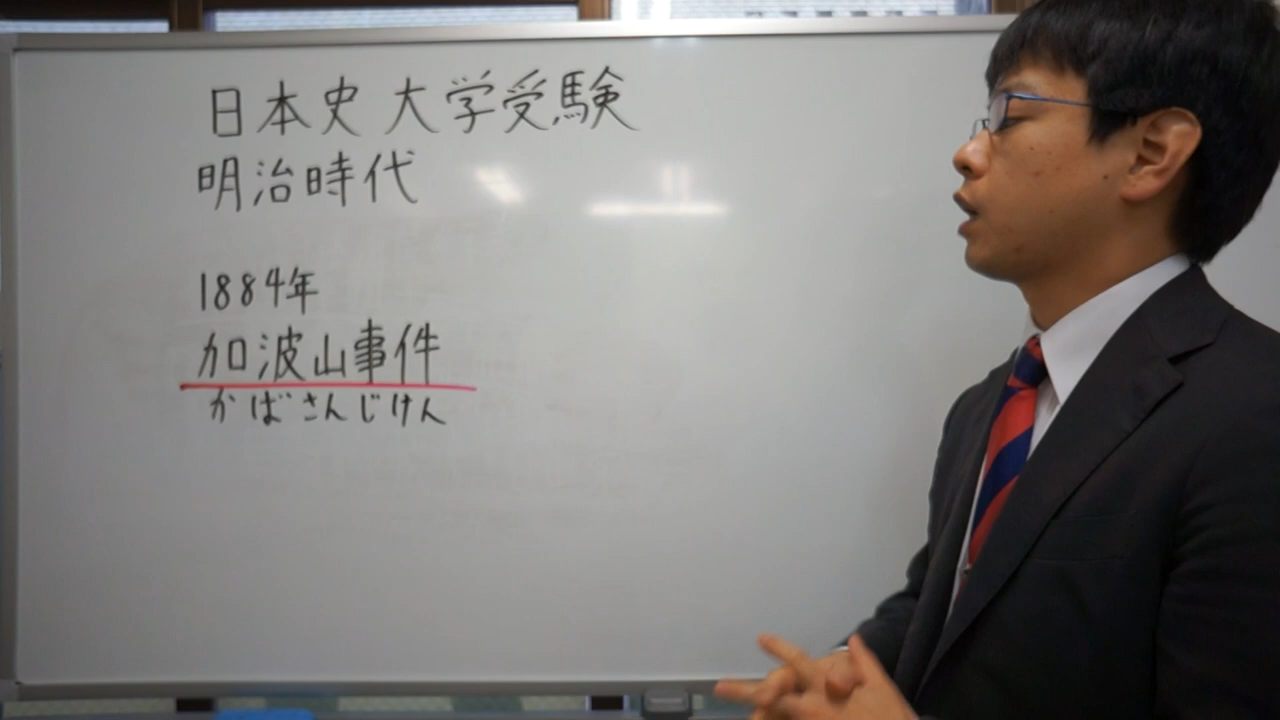 日本史 大学受験
明治時代
1884年
加波山事件
かばさんじけん